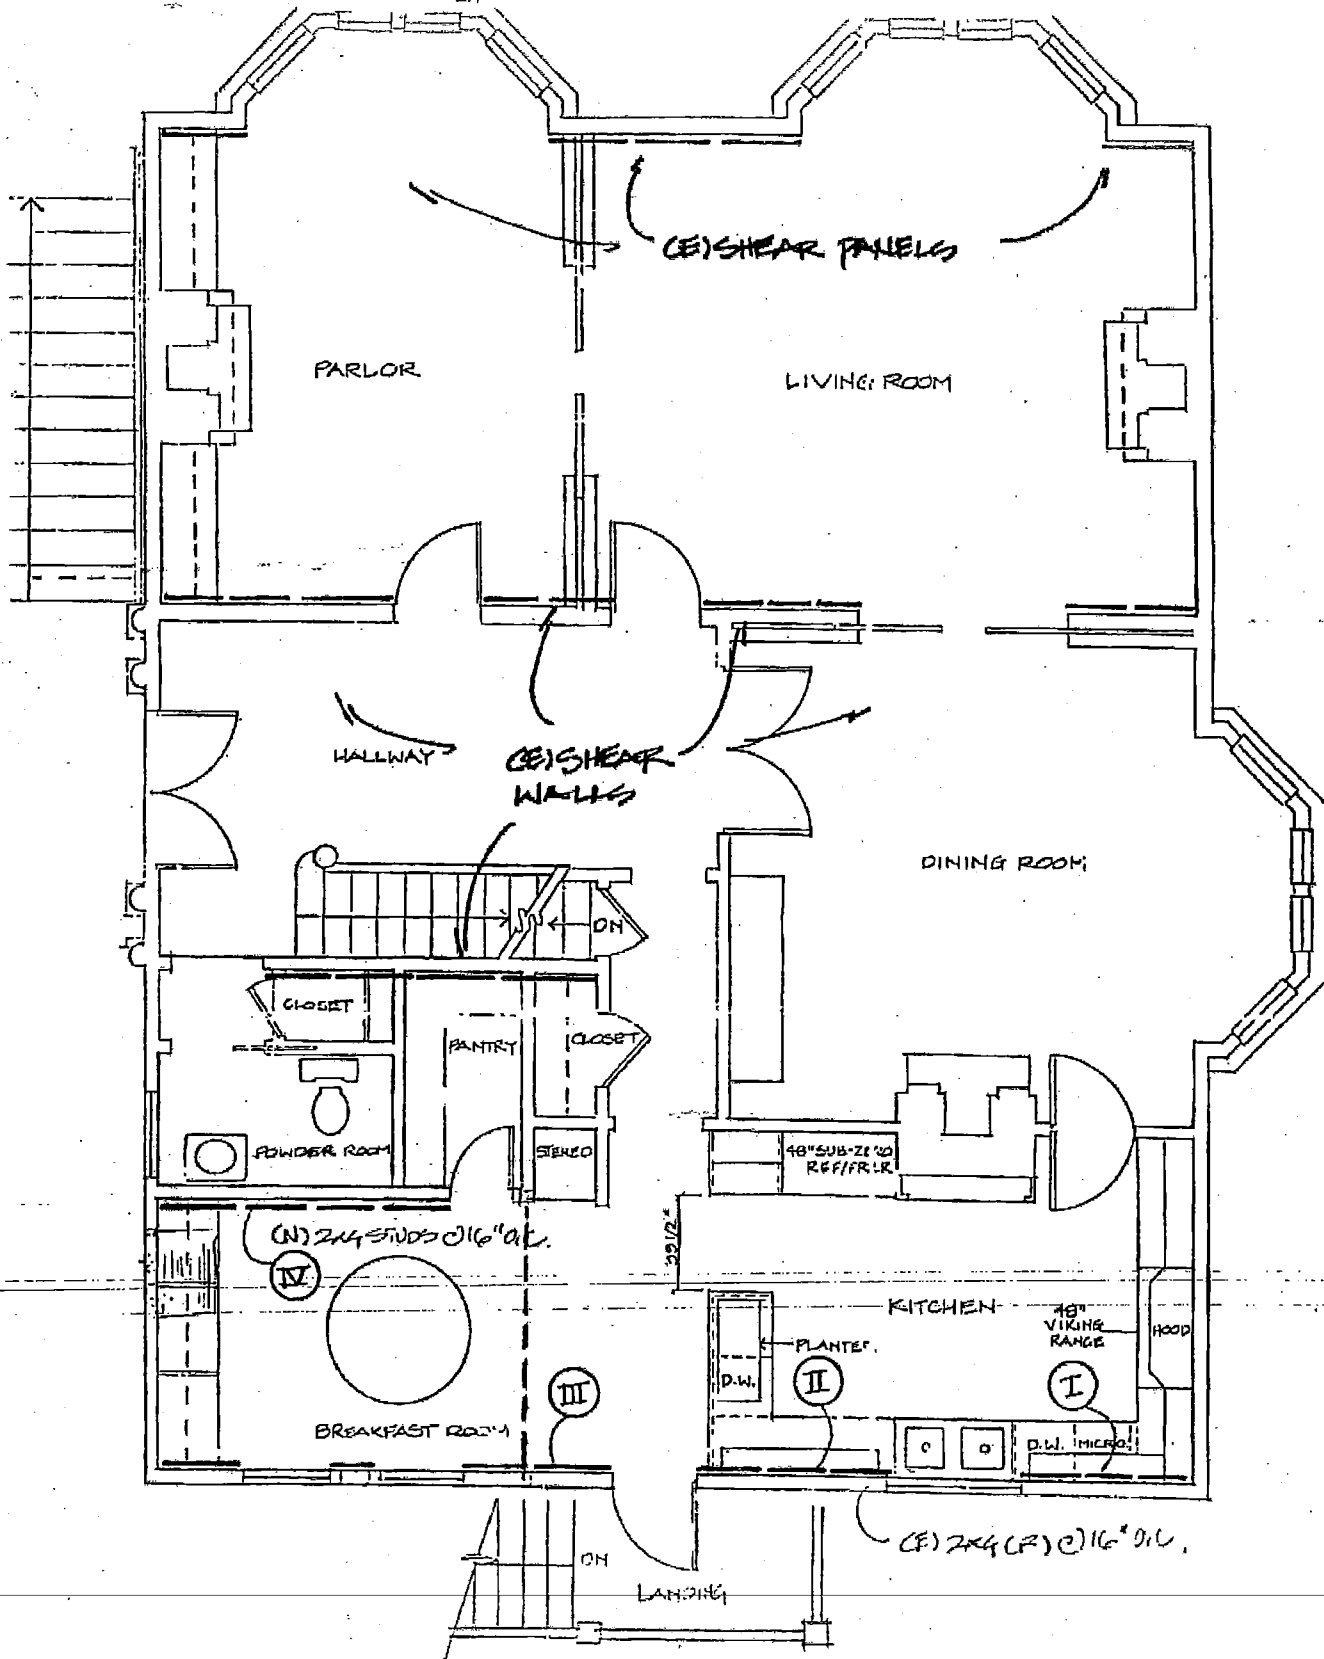 (E) SHEAR PANELS
PARLOR
LIVING ROOM
HALLWAY
(E) SHEAR
WALLS
DINING ROOM
DN
CLOSET
PANTRY
CLOSET
POWDER ROOM
STEREO
48" SUB-ZERO
REF/FRZR
(N) 2x4 STUDS @ 16" O.C.
IV
KITCHEN
48"
VIKING
RANGE
HOOD
PLANTER.
D.W.
III
II
I
BREAKFAST ROOM
D.W.
MICRO.
(E) 2x4 (F) @ 16" O.C.
DN
LANDING